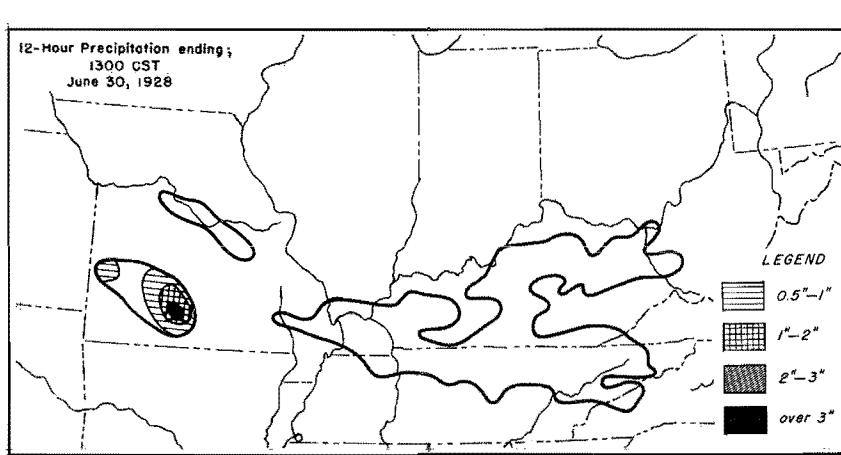 12-Hour Precipitation ending;
1300 CST
June 30, 1928
LEGEND
0.5"—1"
1"—2"
2"—3"
over 3"